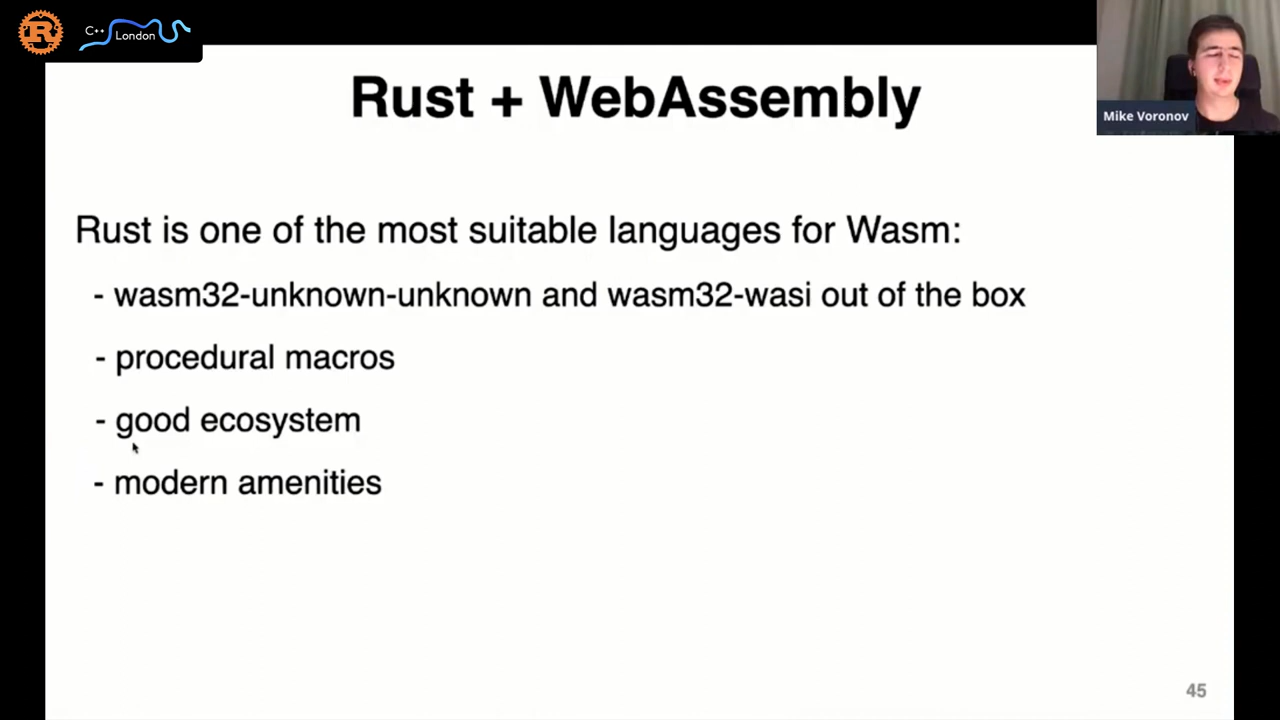 C++
London
Mike Voronov
Rust + WebAssembly
Rust is one of the most suitable languages for Wasm:
- wasm32-unknown-unknown and wasm32-wasi out of the box
- procedural macros
- good ecosystem
- modern amenities
45